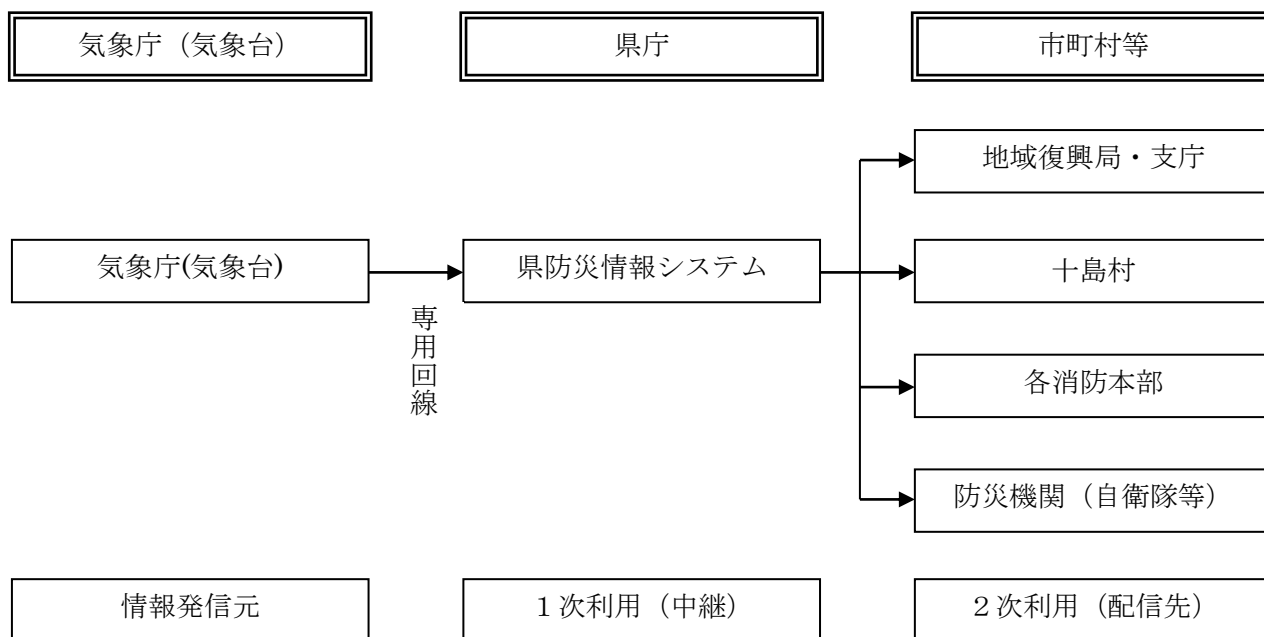 気象庁（気象台）
県庁
市町村等
地域復興局・支庁
気象庁(気象台)
県防災情報システム
十島村
専用回線
各消防本部
防災機関（自衛隊等）
情報発信元
１次利用（中継）
２次利用（配信先）